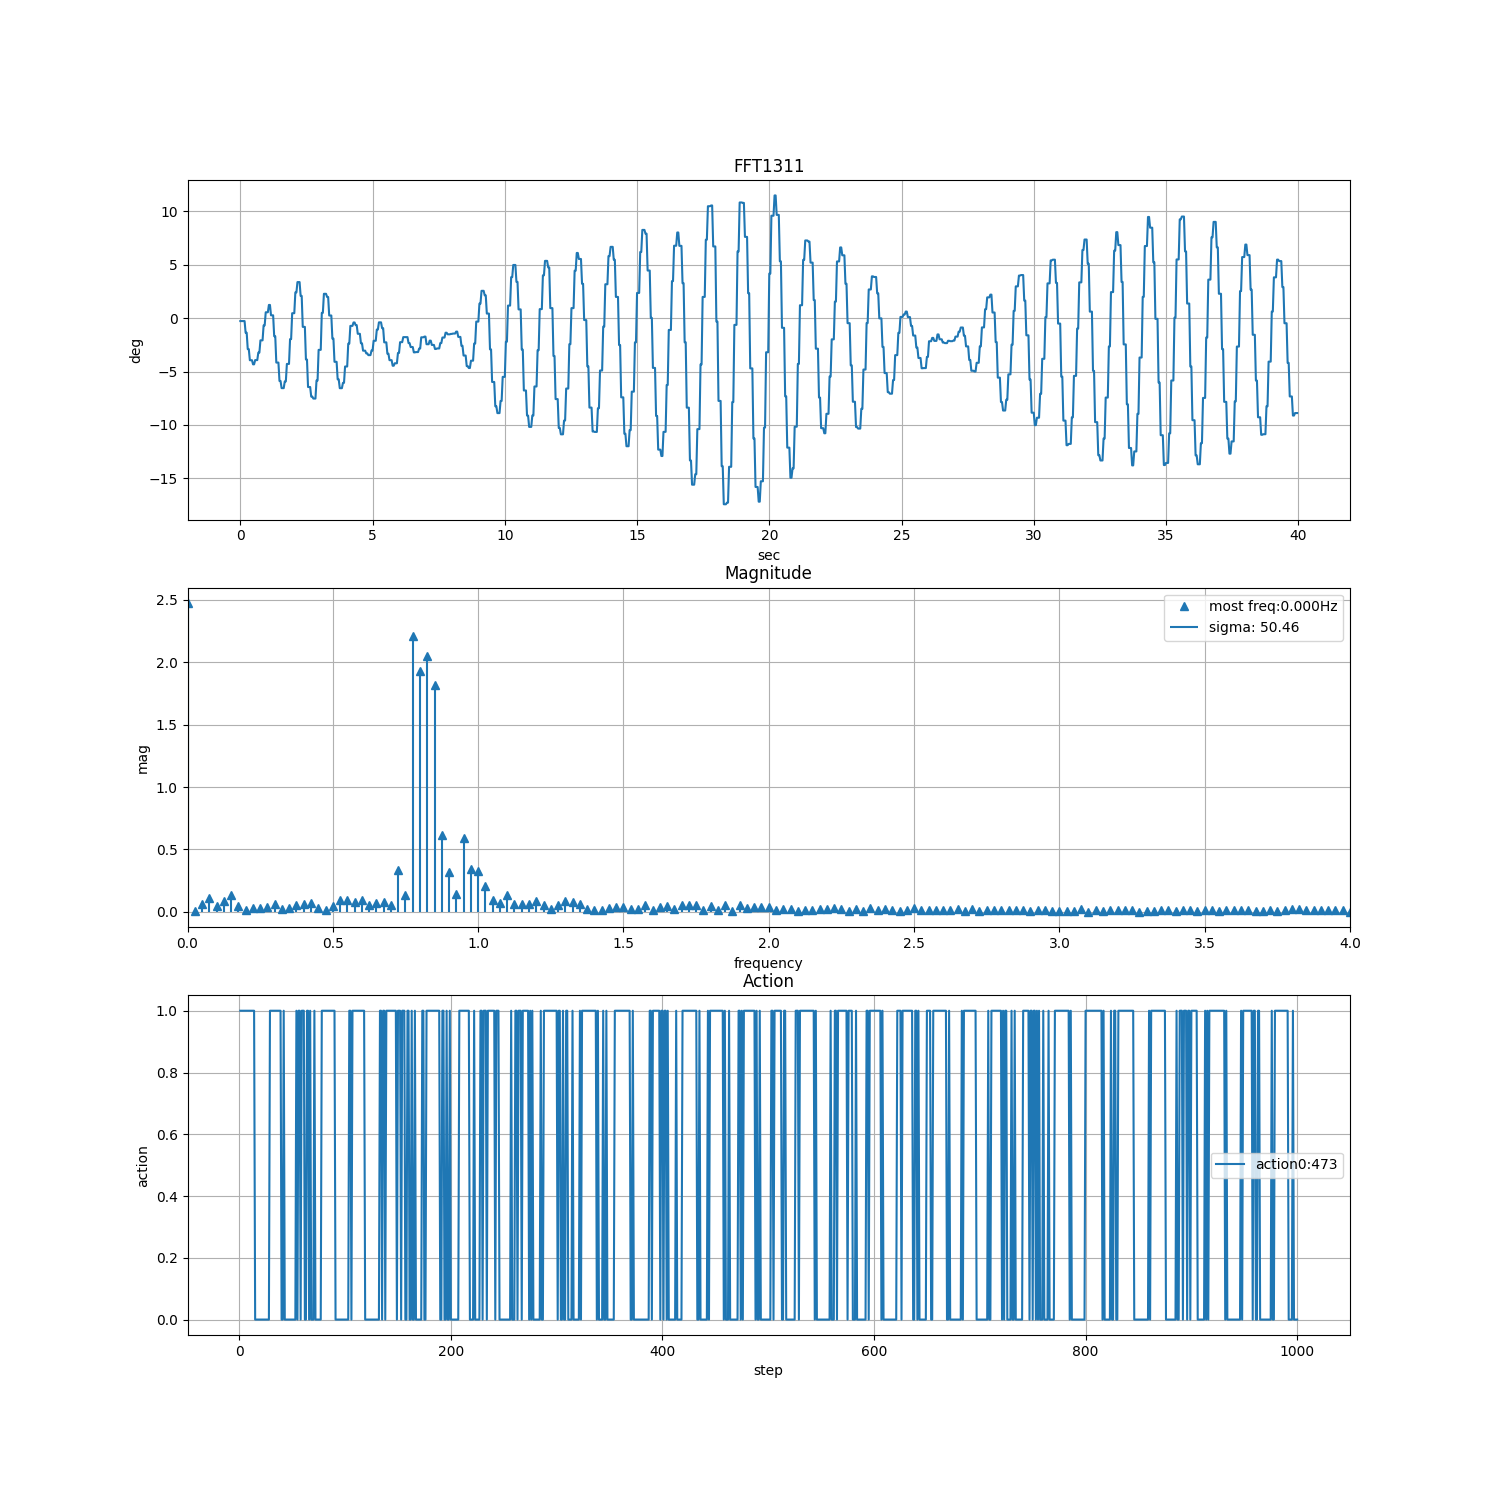 FFT1311
deg
10
5
0
−5
−10
−15
0 5 10 15 20 25 30 35 40
sec
Magnitude
mag
2.5
2.0
1.5
1.0
0.5
0.0
most freq:0.000Hz
sigma: 50.46
0.0 0.5 1.0 1.5 2.0 2.5 3.0 3.5 4.0
frequency
Action
action
1.0
0.8
0.6
0.4
0.2
0.0
action0:473
0 200 400 600 800 1000
step